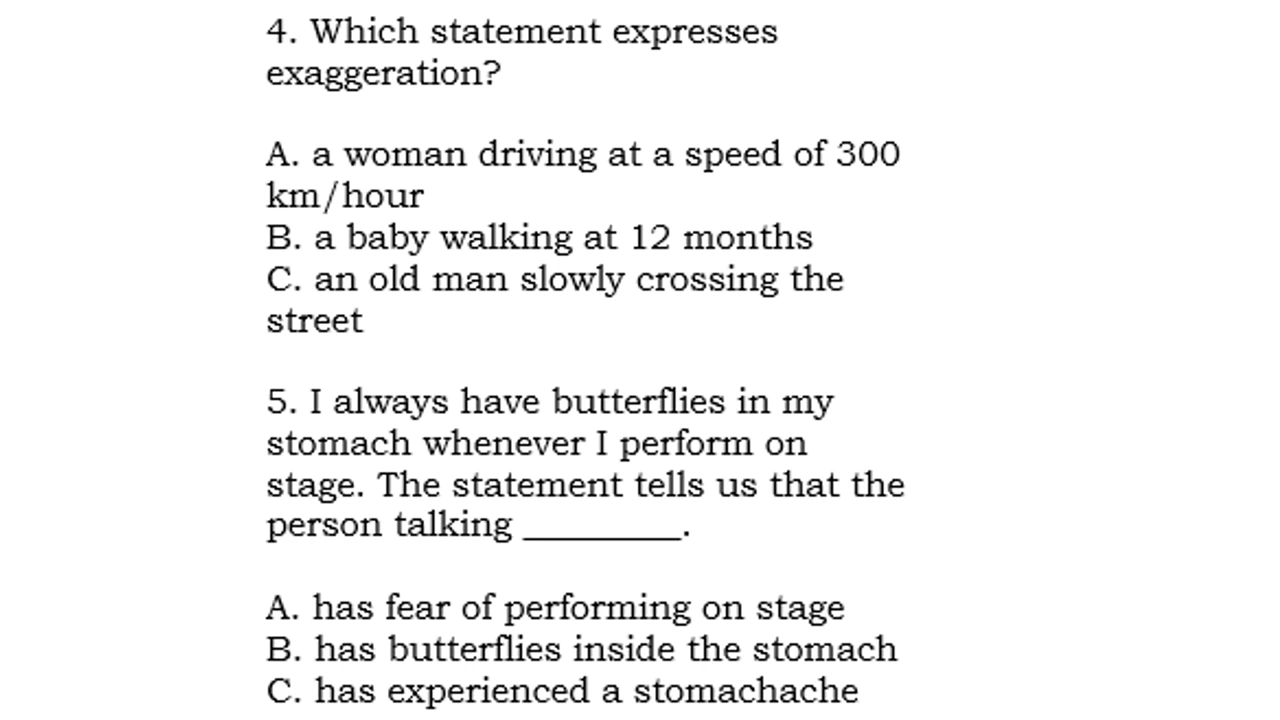 4. Which statement expresses
exaggeration?
A. a woman driving at a speed of 300
km/hour
B. a baby walking at 12 months
C. an old man slowly crossing the
street
5. I always have butterflies in my
stomach whenever I perform on
stage. The statement tells us that the
person talking ________.
A. has fear of performing on stage
B. has butterflies inside the stomach
C. has experienced a stomachache